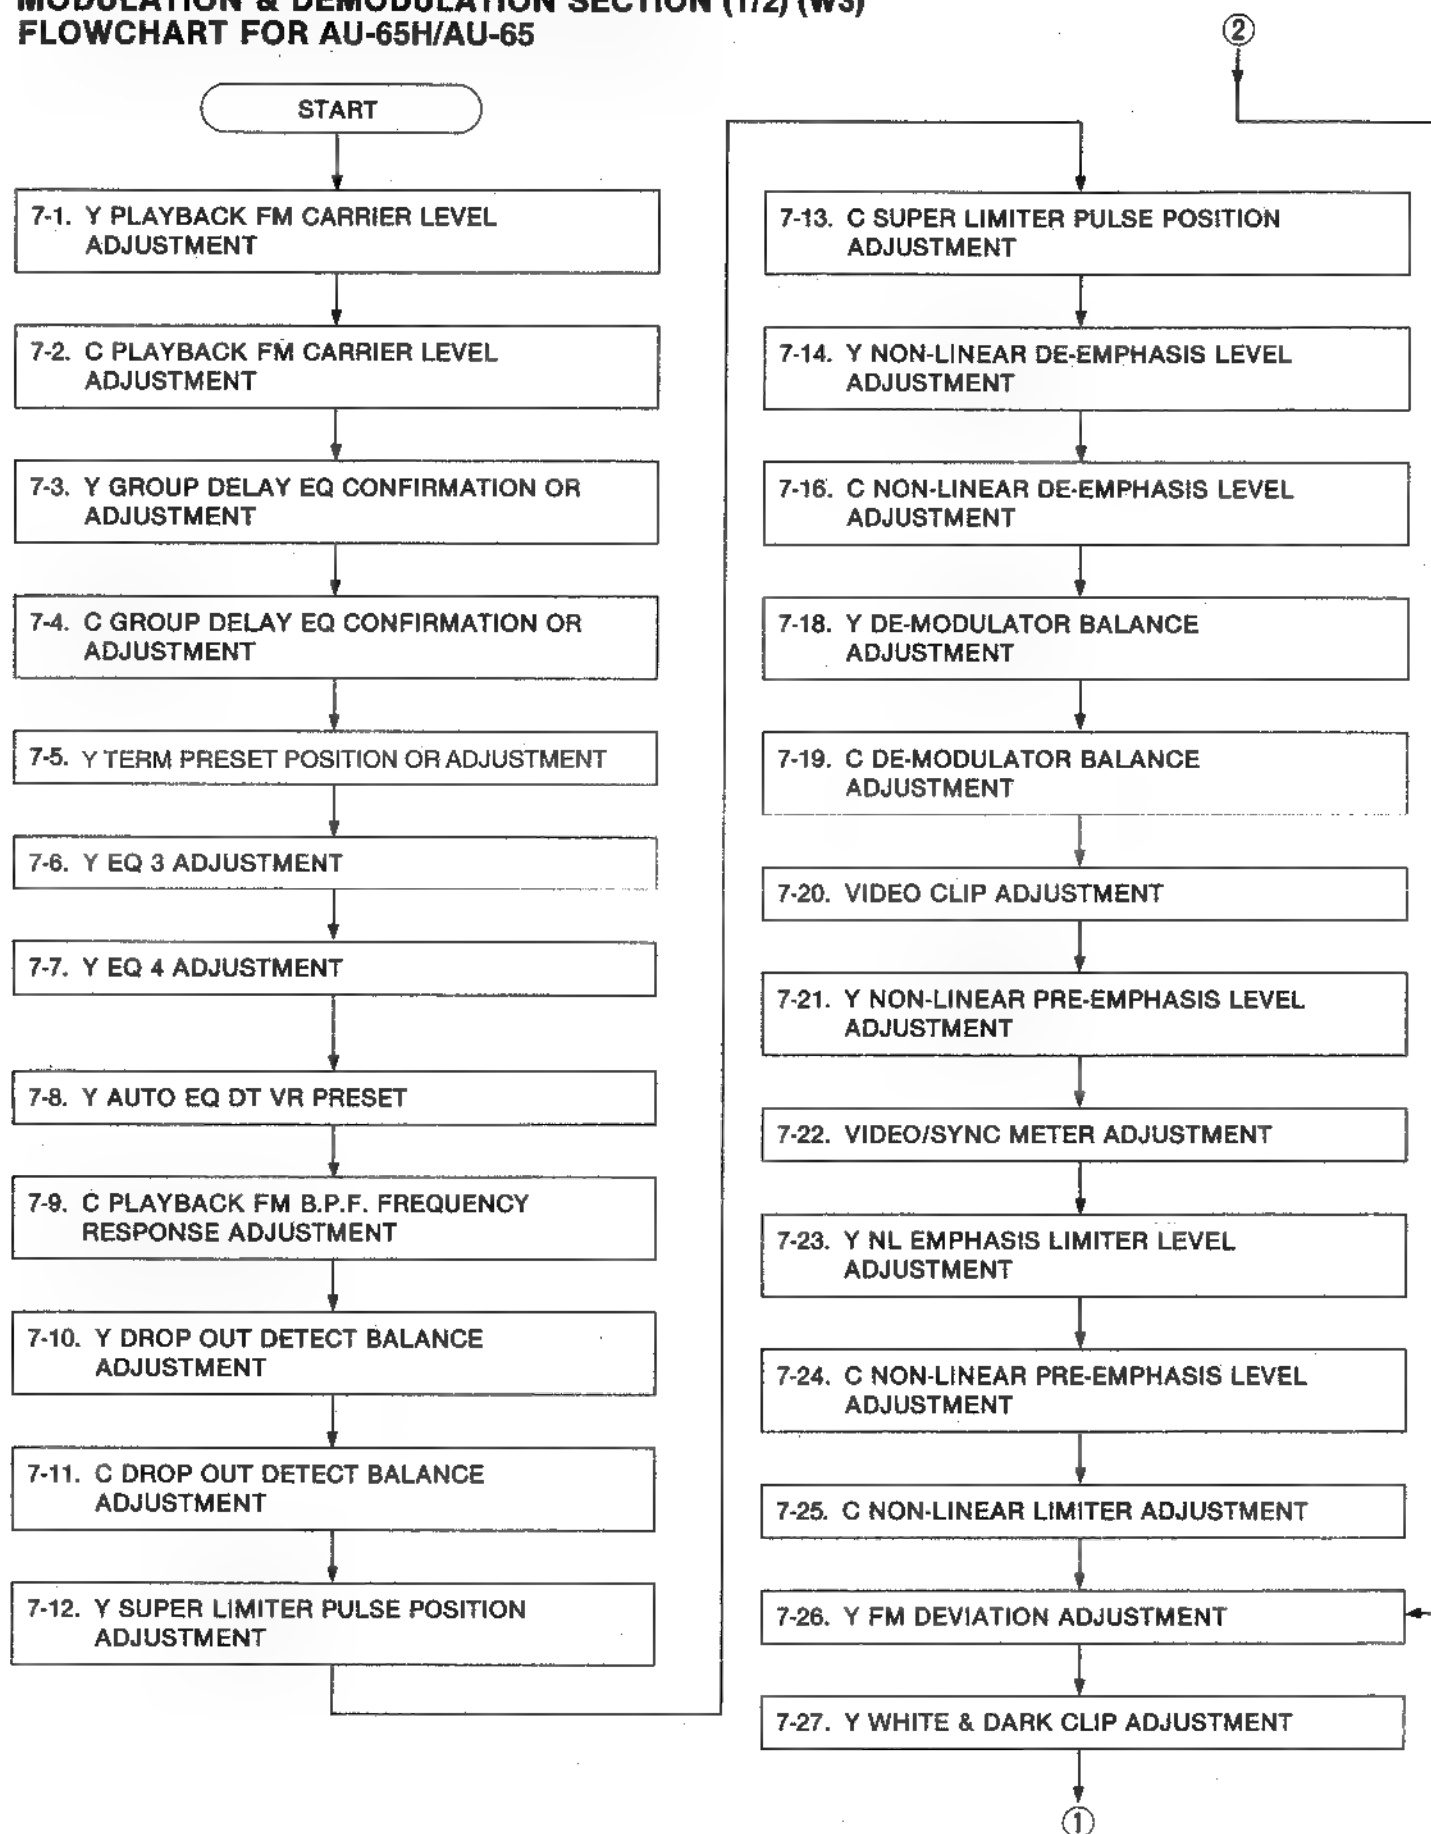 MODULATION & DEMODULATION SECTION (1/2) (W3)
FLOWCHART FOR AU-65H/AU-65
START
7-1. Y PLAYBACK FM CARRIER LEVEL
ADJUSTMENT
7-2. C PLAYBACK FM CARRIER LEVEL
ADJUSTMENT
7-3. Y GROUP DELAY EQ CONFIRMATION OR
ADJUSTMENT
7-4. C GROUP DELAY EQ CONFIRMATION OR
ADJUSTMENT
7-5. Y TERM PRESET POSITION OR ADJUSTMENT
7-6. Y EQ 3 ADJUSTMENT
7-7. Y EQ 4 ADJUSTMENT
7-8. Y AUTO EQ DT VR PRESET
7-9. C PLAYBACK FM B.P.F. FREQUENCY
RESPONSE ADJUSTMENT
7-10. Y DROP OUT DETECT BALANCE
ADJUSTMENT
7-11. C DROP OUT DETECT BALANCE
ADJUSTMENT
7-12. Y SUPER LIMITER PULSE POSITION
ADJUSTMENT
②
7-13. C SUPER LIMITER PULSE POSITION
ADJUSTMENT
7-14. Y NON-LINEAR DE-EMPHASIS LEVEL
ADJUSTMENT
7-16. C NON-LINEAR DE-EMPHASIS LEVEL
ADJUSTMENT
7-18. Y DE-MODULATOR BALANCE
ADJUSTMENT
7-19. C DE-MODULATOR BALANCE
ADJUSTMENT
7-20. VIDEO CLIP ADJUSTMENT
7-21. Y NON-LINEAR PRE-EMPHASIS LEVEL
ADJUSTMENT
7-22. VIDEO/SYNC METER ADJUSTMENT
7-23. Y NL EMPHASIS LIMITER LEVEL
ADJUSTMENT
7-24. C NON-LINEAR PRE-EMPHASIS LEVEL
ADJUSTMENT
7-25. C NON-LINEAR LIMITER ADJUSTMENT
7-26. Y FM DEVIATION ADJUSTMENT
7-27. Y WHITE & DARK CLIP ADJUSTMENT
①